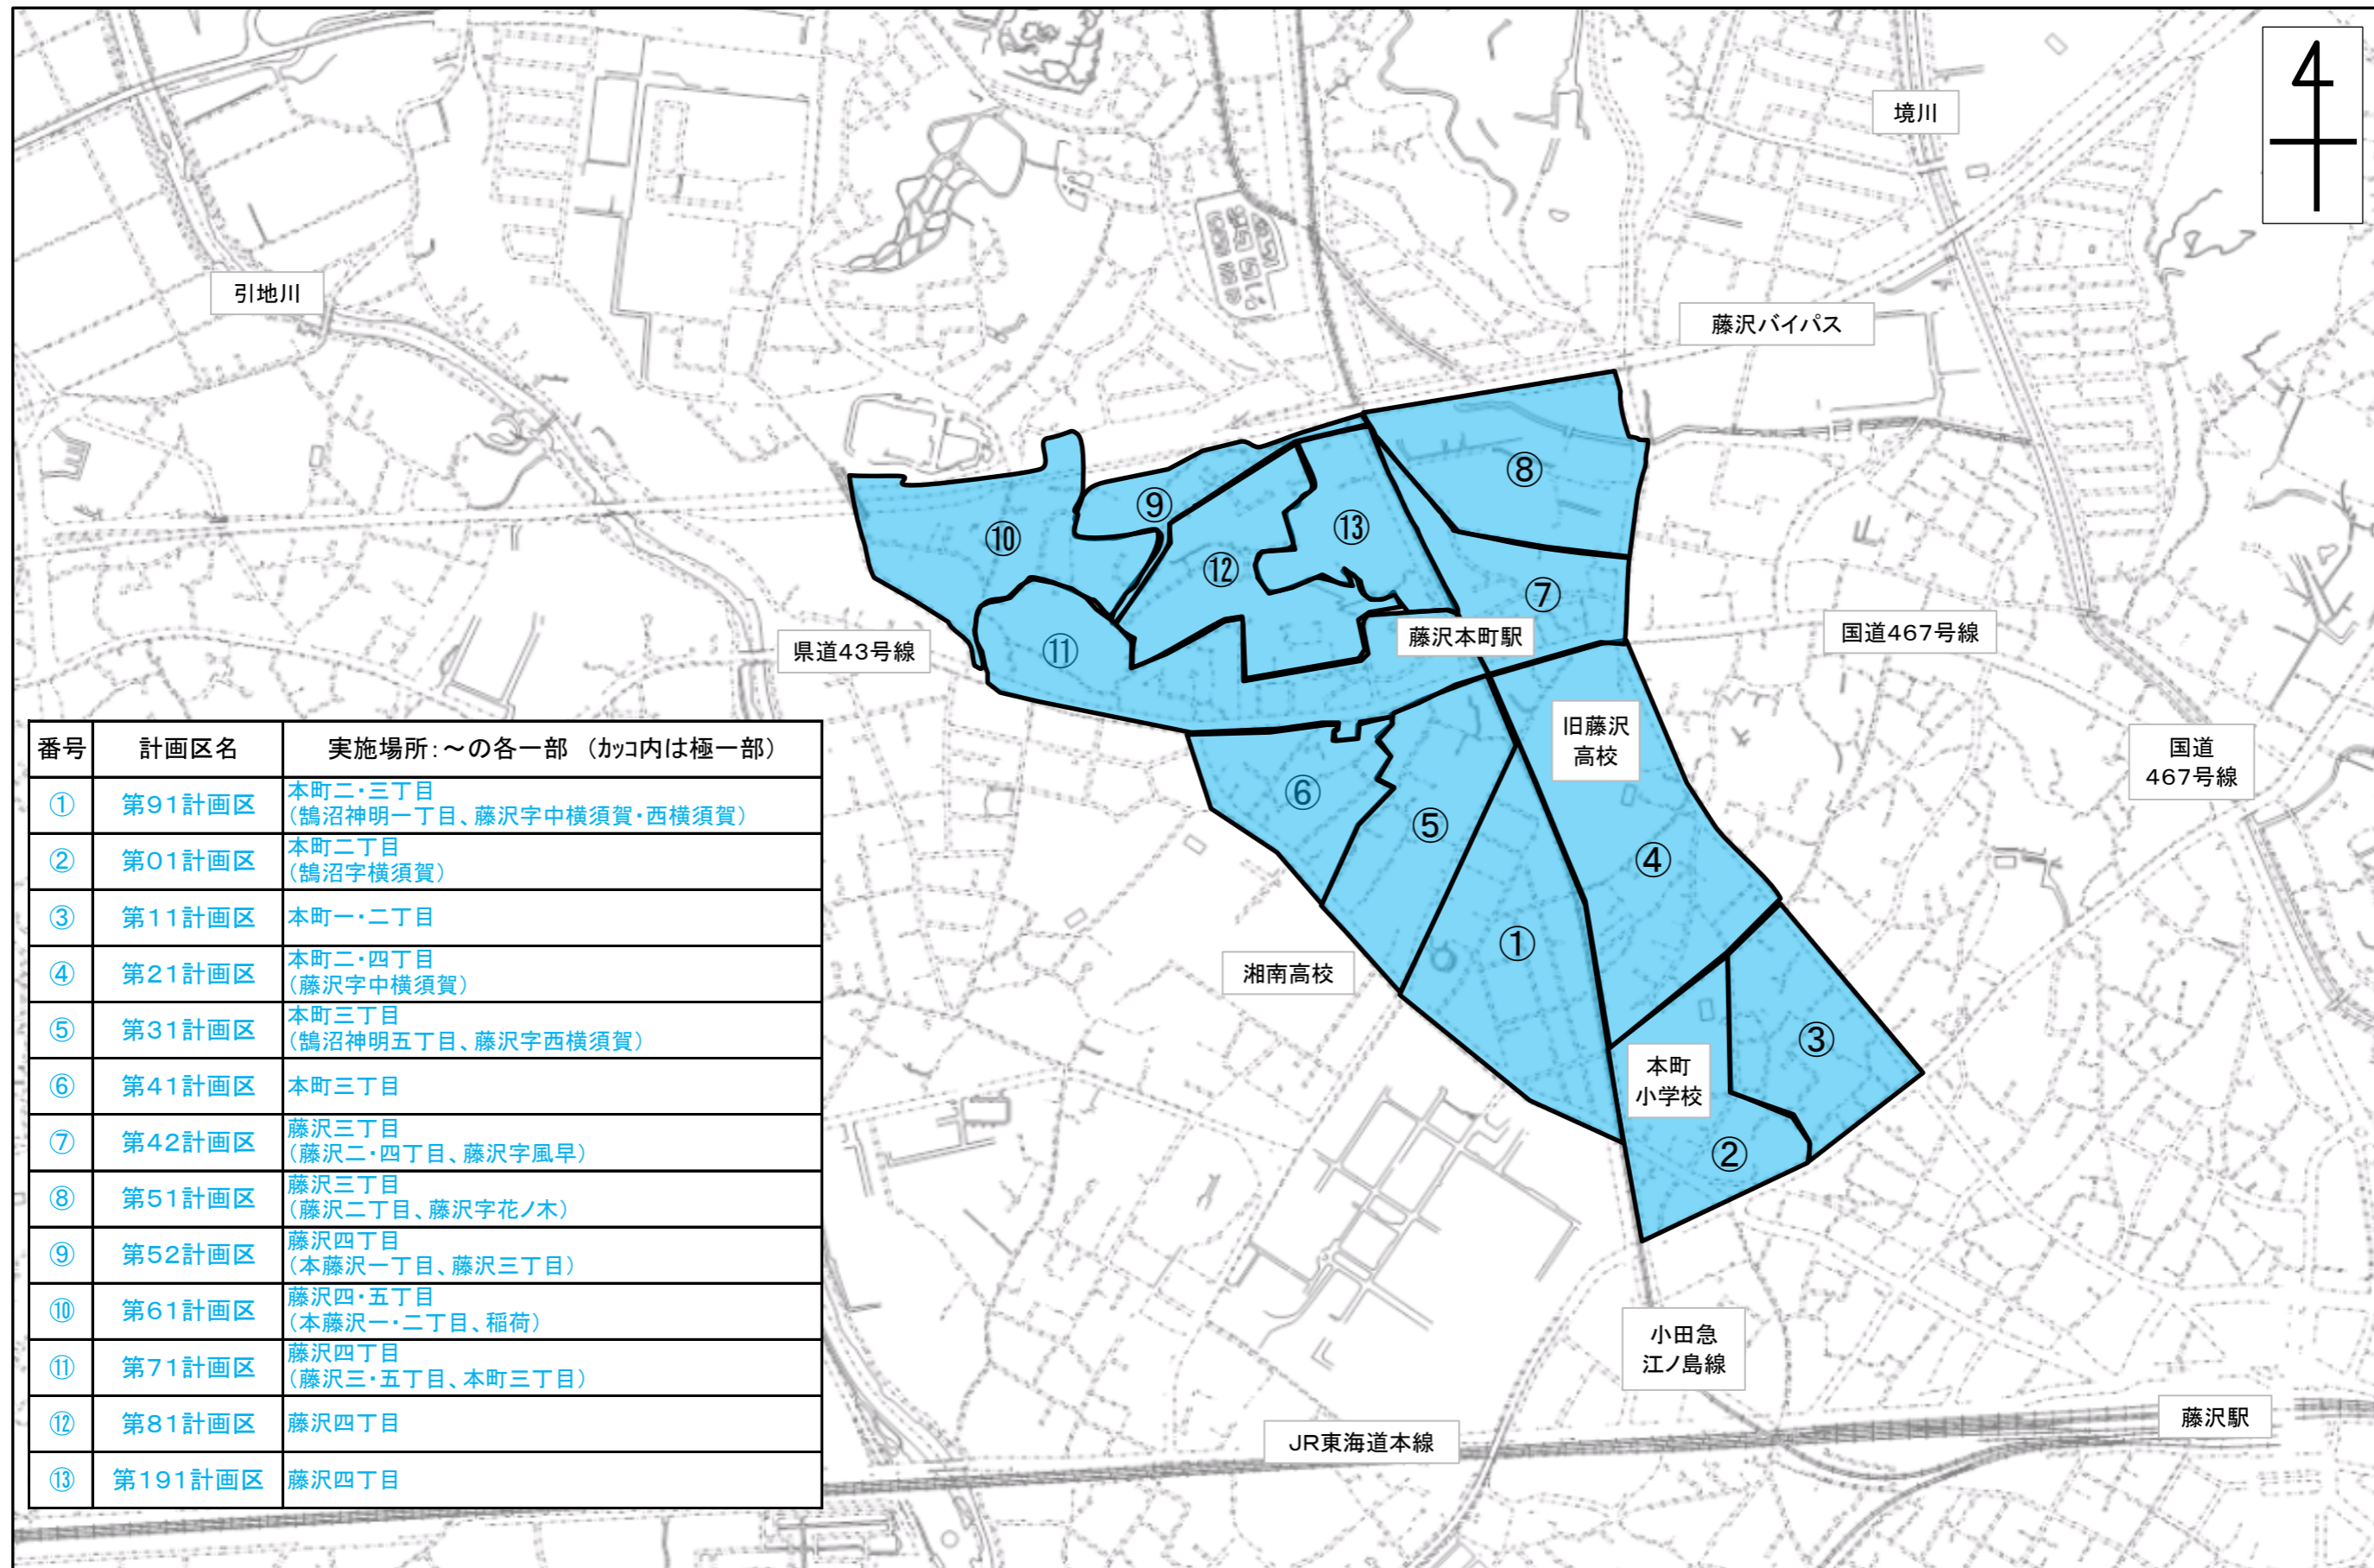 境川
引地川
藤沢バイパス
⑧
⑨
⑬
⑩
⑫
⑦
藤沢本町駅
国道467号線
県道43号線
⑪
旧藤沢
高校
国道
467号線
⑥
⑤
④
①
湘南高校
③
本町
小学校
②
小田急
江ノ島線
藤沢駅
JR東海道本線
番号 計画区名 実施場所：～の各一部 （カッコ内は極一部）
① 第91計画区 本町二・三丁目
（鵠沼神明一丁目、藤沢字中横須賀・西横須賀）
② 第01計画区 本町二丁目
（鵠沼字横須賀）
③ 第11計画区 本町一・二丁目
④ 第21計画区 本町二・四丁目
（藤沢字中横須賀）
⑤ 第31計画区 本町三丁目
（鵠沼神明五丁目、藤沢字西横須賀）
⑥ 第41計画区 本町三丁目
⑦ 第42計画区 藤沢三丁目
（藤沢二・四丁目、藤沢字風早）
⑧ 第51計画区 藤沢三丁目
（藤沢二丁目、藤沢字花ノ木）
⑨ 第52計画区 藤沢四丁目
（本藤沢一丁目、藤沢三丁目）
⑩ 第61計画区 藤沢四・五丁目
（本藤沢一・二丁目、稲荷）
⑪ 第71計画区 藤沢四丁目
（藤沢三・五丁目、本町三丁目）
⑫ 第81計画区 藤沢四丁目
⑬ 第191計画区 藤沢四丁目